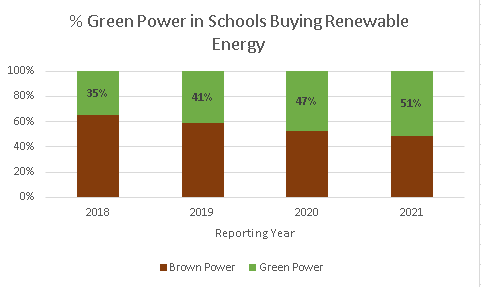 % Green Power in Schools Buying Renewable
Energy
100%
80%
60%
40%
20%
0%
35%
41%
47%
51%
2018
2019
2020
2021
Reporting Year
Brown Power
Green Power